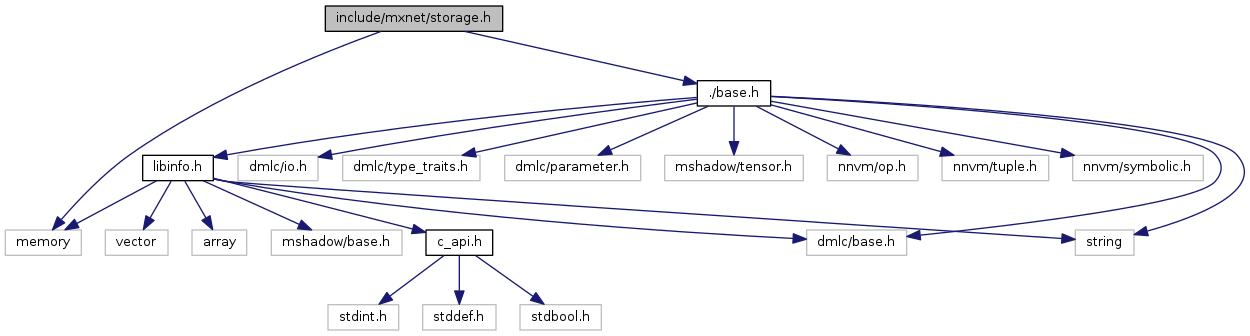 include/mxnet/storage.h
./base.h
libinfo.h
dmlc/io.h
dmlc/type_traits.h
dmlc/parameter.h
mshadow/tensor.h
nnvm/op.h
nnvm/tuple.h
nnvm/symbolic.h
memory
vector
array
mshadow/base.h
c_api.h
dmlc/base.h
string
stdint.h
stddef.h
stdbool.h